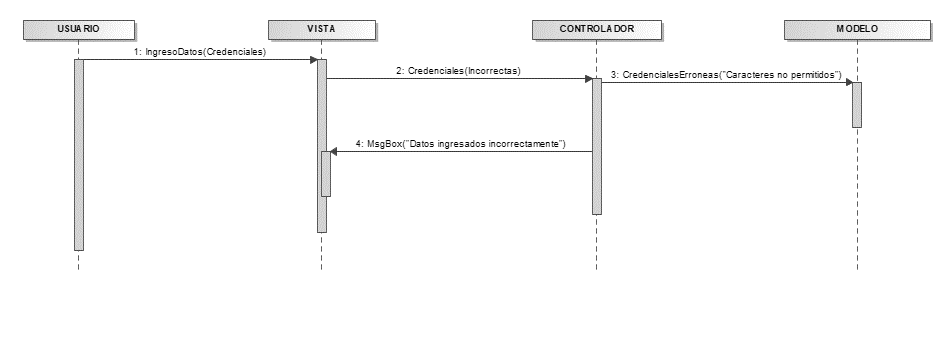 USUARIO
VISTA
CONTROLADOR
MODELO
1: IngresoDatos(Credenciales)
2: Credenciales(Incorrectas)
3: CredencialesErroneas("Caracteres no permitidos")
4: MsgBox("Datos ingresados incorrectamente")